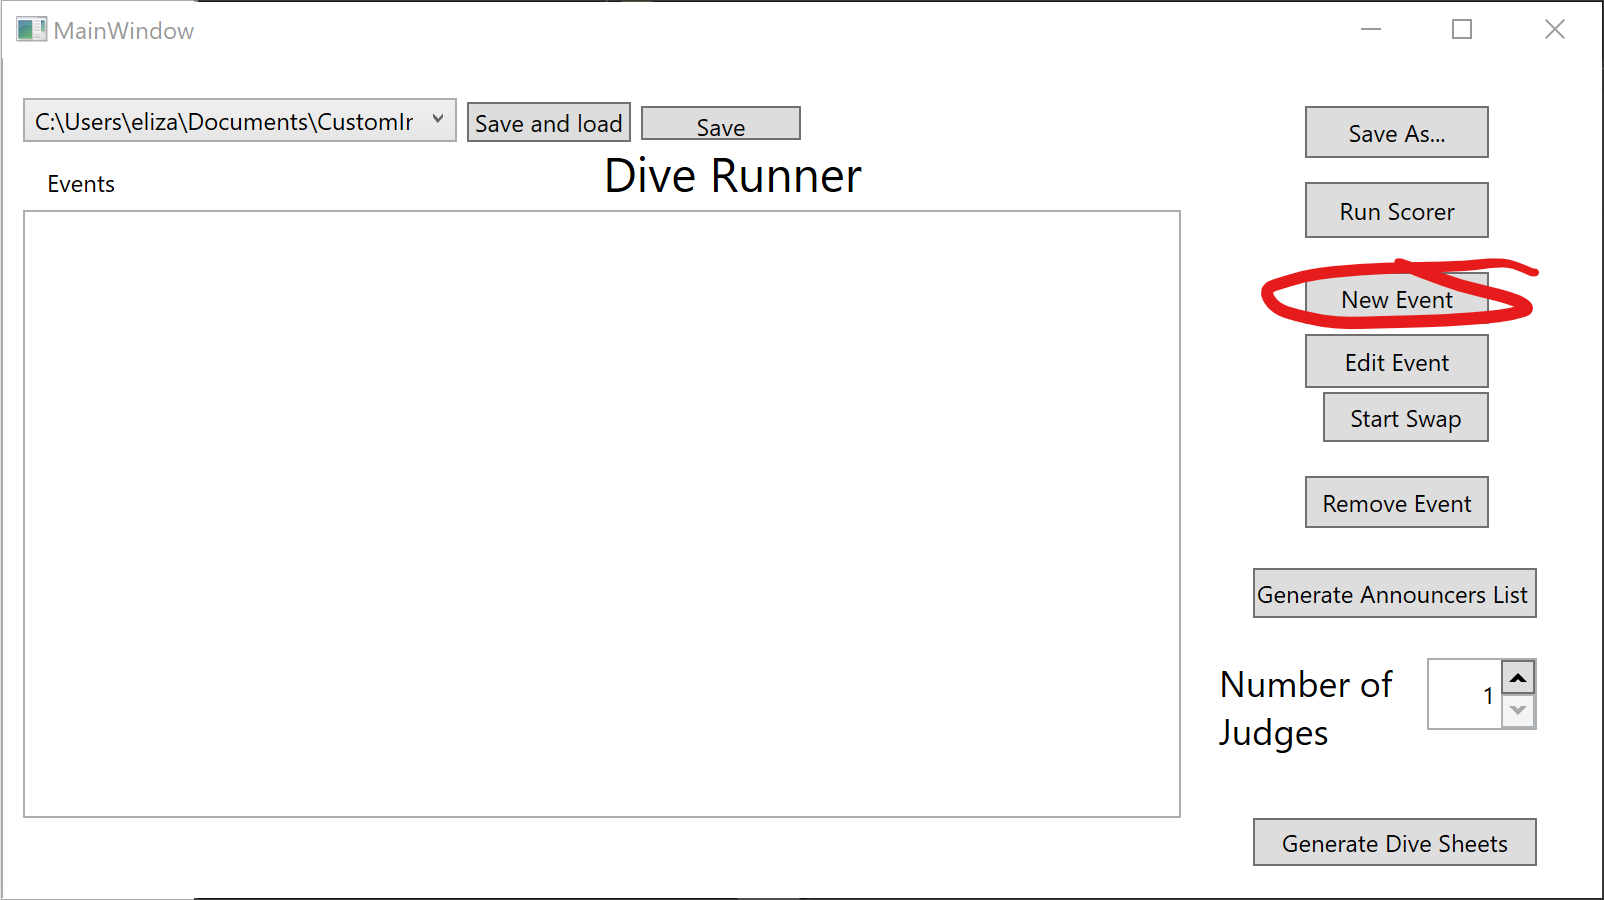 MainWindow
C:\Users\eliza\Documents\CustomIr
Save and load
Save
Save As...
Dive Runner
Events
Run Scorer
New Event
Edit Event
Start Swap
Remove Event
Generate Announcers List
Number of
Judges
1
Generate Dive Sheets